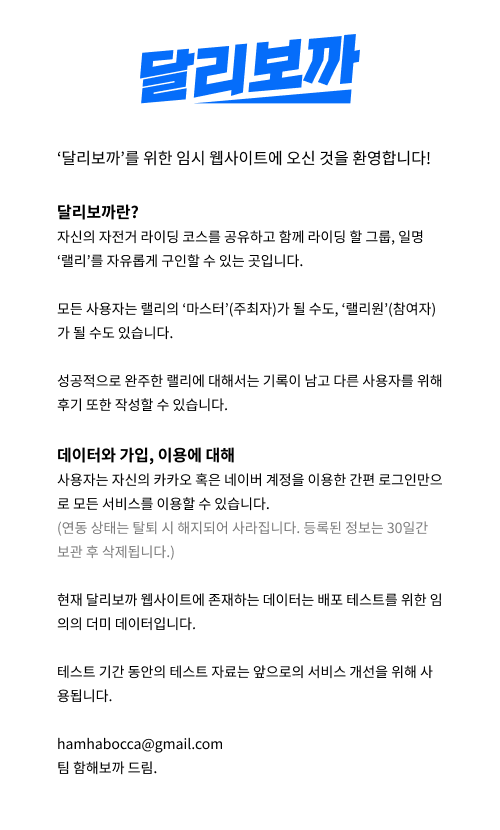 달리보까
‘달리보까’를 위한 임시 웹사이트에 오신 것을 환영합니다!
달리보까란?
자신의 자전거 라이딩 코스를 공유하고 함께 라이딩 할 그룹, 일명
‘랠리’를 자유롭게 구인할 수 있는 곳입니다.
모든 사용자는 랠리의 ‘마스터’(주최자)가 될 수도, ‘랠리원’(참여자)
가 될 수도 있습니다.
성공적으로 완주한 랠리에 대해서는 기록이 남고 다른 사용자를 위해
후기 또한 작성할 수 있습니다.
데이터와 가입, 이용에 대해
사용자는 자신의 카카오 혹은 네이버 계정을 이용한 간편 로그인만으
로 모든 서비스를 이용할 수 있습니다.
(연동 상태는 탈퇴 시 해지되어 사라집니다. 등록된 정보는 30일간
보관 후 삭제됩니다.)
현재 달리보까 웹사이트에 존재하는 데이터는 배포 테스트를 위한 임
의의 더미 데이터입니다.
테스트 기간 동안의 테스트 자료는 앞으로의 서비스 개선을 위해 사
용됩니다.
hamhabocca@gmail.com
팀 함해보까 드림.